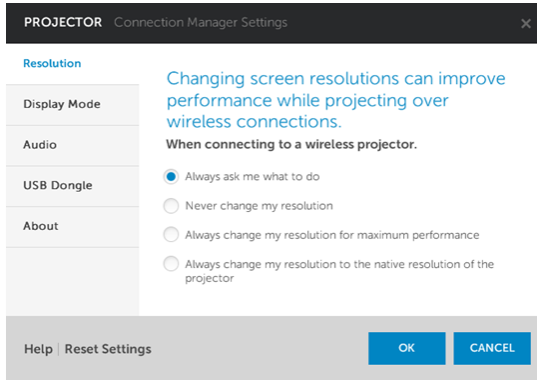 PROJECTOR Connection Manager Settings
Resolution
Display Mode
Audio
USB Dongle
About
Changing screen resolutions can improve
performance while projecting over
wireless connections.
When connecting to a wireless projector.
Always ask me what to do
Never change my resolution
Always change my resolution for maximum performance
Always change my resolution to the native resolution of the
projector
Help | Reset Settings
OK
CANCEL